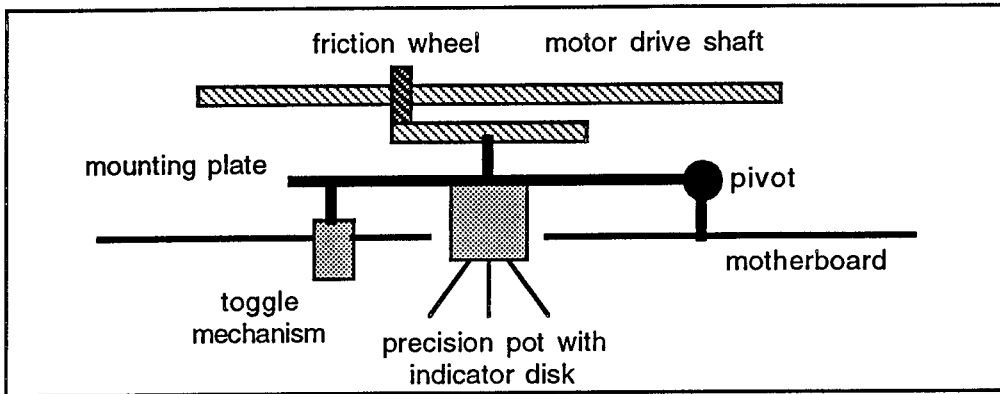 friction wheel
motor drive shaft
mounting plate
pivot
motherboard
toggle
mechanism
precision pot with
indicator disk